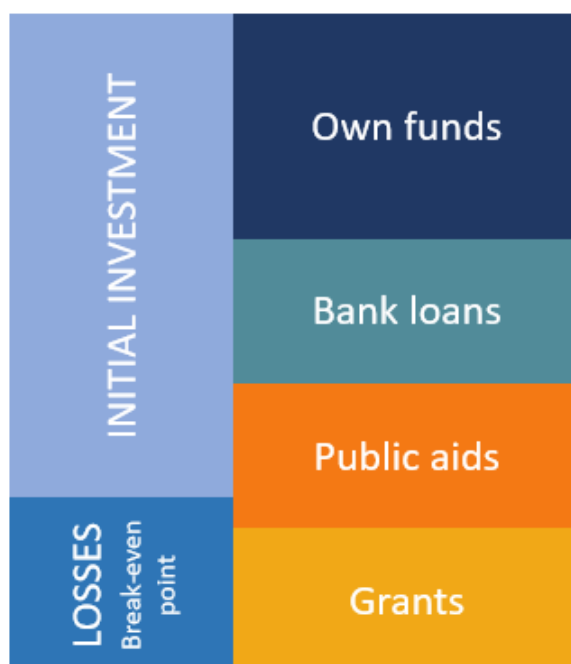 INITIAL INVESTMENT
LOSSES
Break-even
point
Own funds
Bank loans
Public aids
Grants